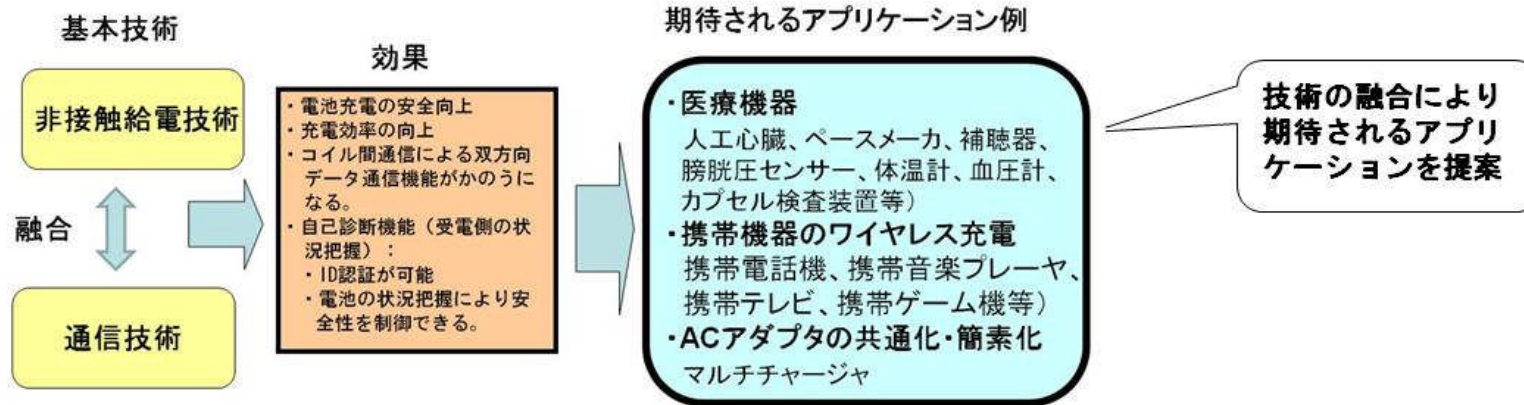 基本技術
非接触給電技術
融合
通信技術
効果
・電池充電の安全向上
・充電効率の向上
・コイル間通信による双方向
データ通信機能がかのうに
なる。
・自己診断機能（受電側の状
況把握）：
・ID認証が可能
・電池の状況把握により安
全性を制御できる。
期待されるアプリケーション例
・医療機器
人工心臓、ペースメーカ、補聴器、
膀胱圧センサー、体温計、血圧計、
カプセル検査装置等）
・携帯機器のワイヤレス充電
携帯電話機、携帯音楽プレーヤ、
携帯テレビ、携帯ゲーム機等）
・ACアダプタの共通化・簡素化
マルチチャージャ
技術の融合により
期待されるアプリ
ケーションを提案